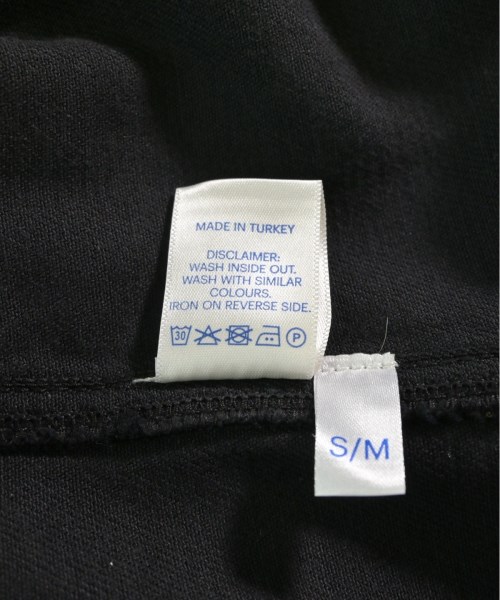 MADE IN TURKEY
DISCLAIMER:
WASH INSIDE OUT.
WASH WITH SIMILAR
COLOURS.
IRON ON REVERSE SIDE.
30 P
S/M